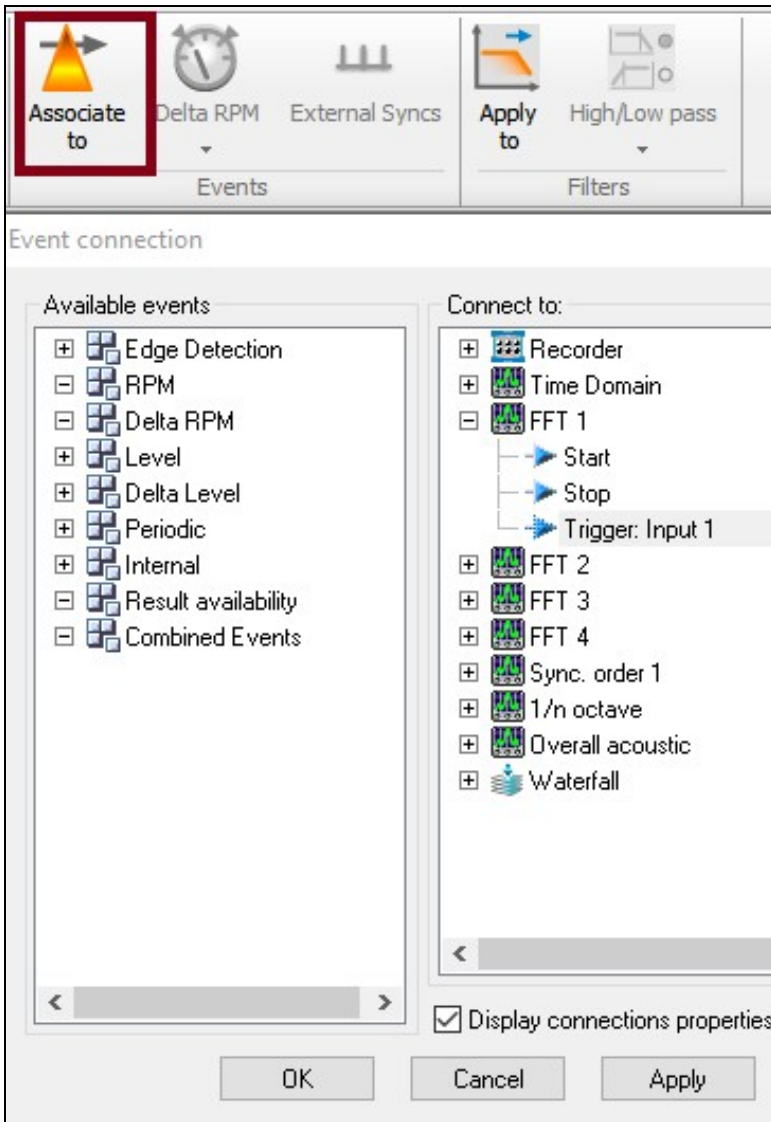 Associate to
Delta RPM
External Syncs
Apply to
High/Low pass
Events
Filters
Event connection
Available events
Edge Detection
RPM
Delta RPM
Level
Delta Level
Periodic
Internal
Result availability
Combined Events
Connect to:
Recorder
Time Domain
FFT 1
Start
Stop
Trigger: Input 1
FFT 2
FFT 3
FFT 4
Sync. order 1
1/n octave
Overall acoustic
Waterfall
Display connections properties
OK
Cancel
Apply